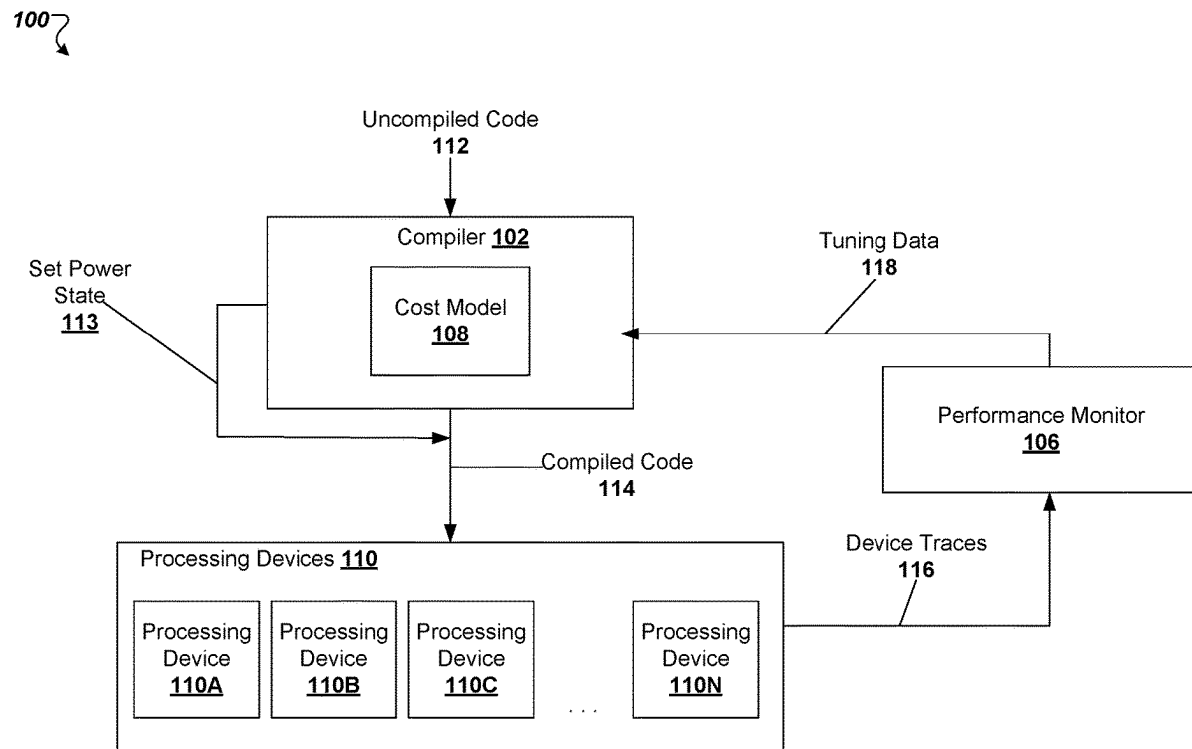 100
Uncompiled Code
112
Compiler 102
Cost Model
108
Set Power
State
113
Tuning Data
118
Performance Monitor
106
Compiled Code
114
Device Traces
116
Processing Devices 110
Processing
Device
110A
Processing
Device
110B
Processing
Device
110C
. . .
Processing
Device
110N